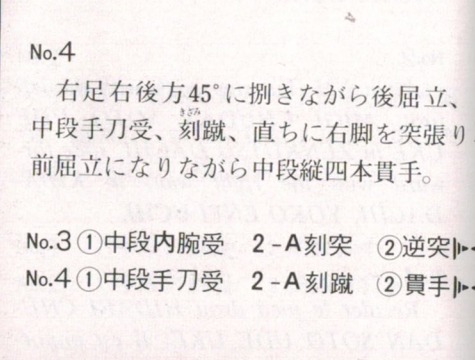 No.4
右足右後方45°に捌きながら後屈立、
中段手刀受、刻蹴、直ちに右脚を突張り
前屈立になりながら中段縦四本貫手。
No.3①中段内腕受 2-A刻突 ②逆突
No.4①中段手刀受 2-A刻蹴 ②貫手